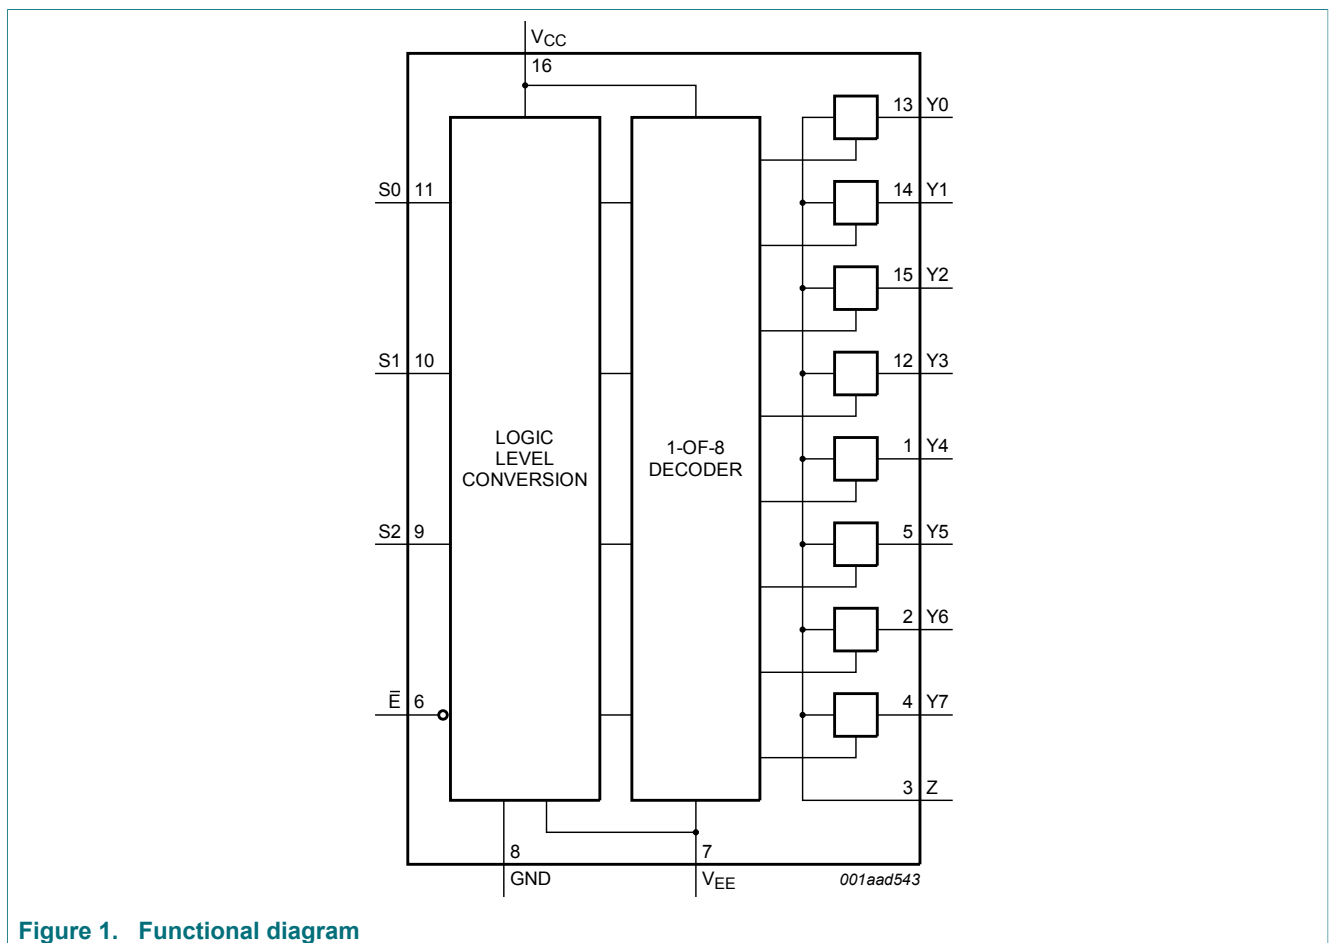 VCC
16
13 Y0
S0 11
14 Y1
15 Y2
S1 10
12 Y3
LOGIC
LEVEL
CONVERSION
1-OF-8
DECODER
1 Y4
S2 9
5 Y5
2 Y6
E̅ 6
4 Y7
3 Z
8
7
GND
VEE
001aad543
Figure 1. Functional diagram